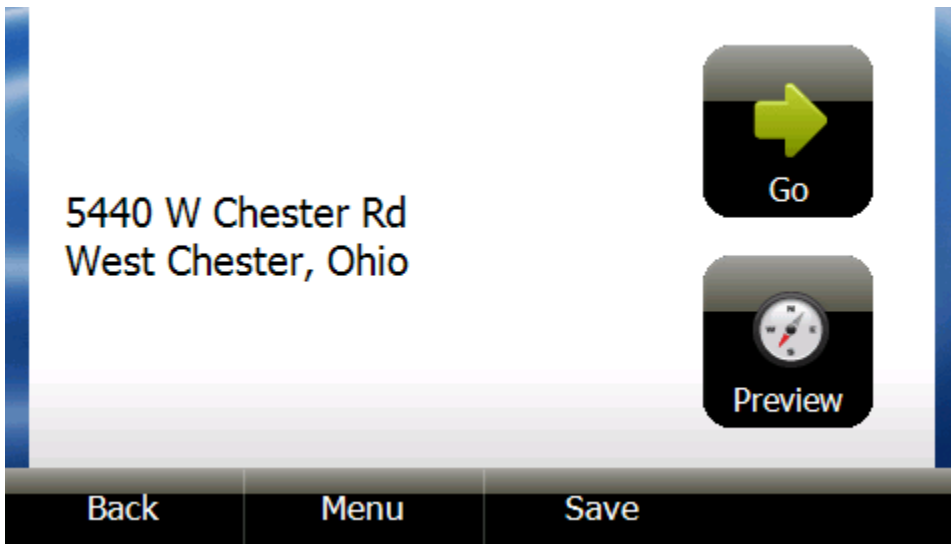 5440 W Chester Rd
West Chester, Ohio
Go
N
W E
S
Preview
Back Menu Save